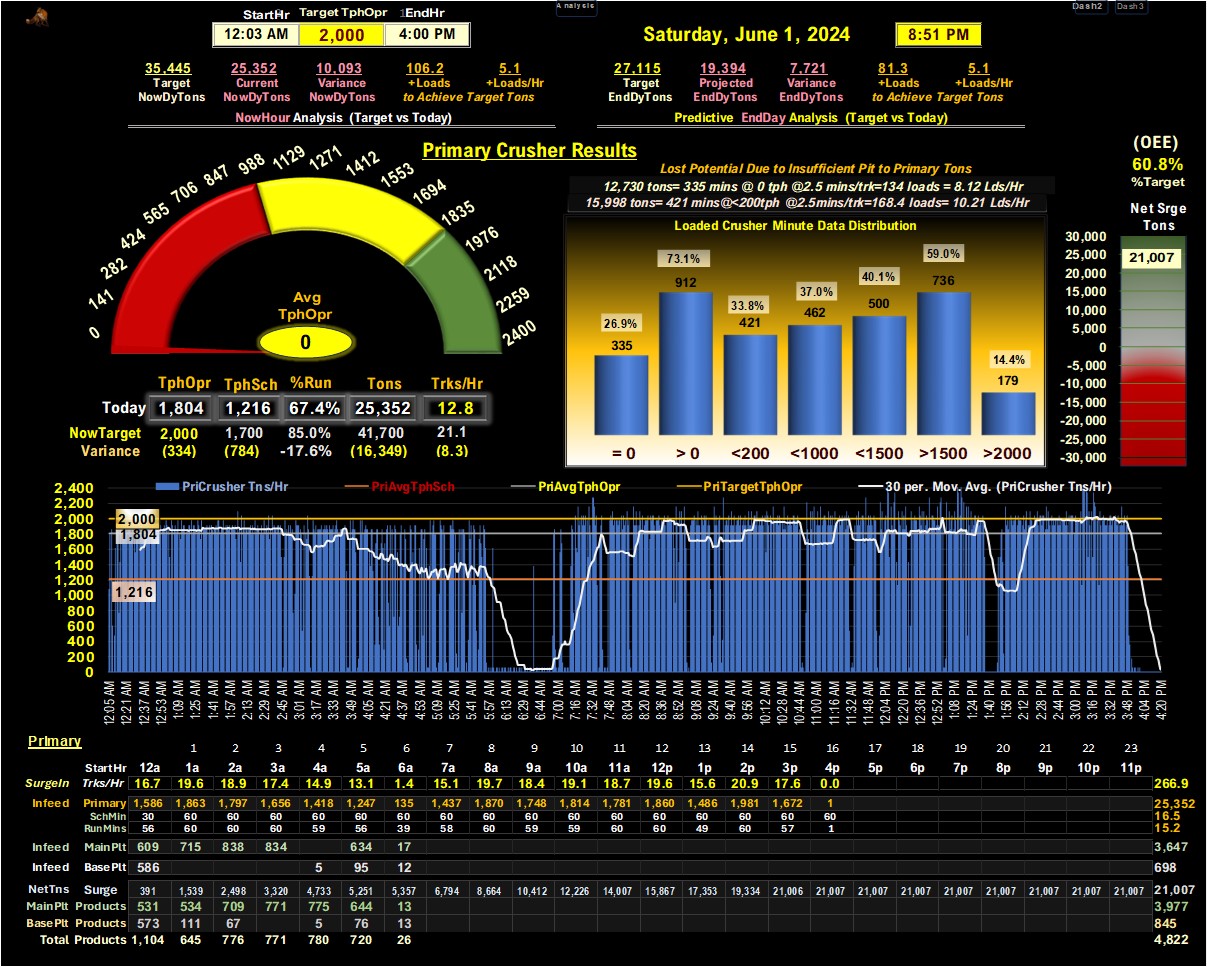 Analysis
Dash2 Dash3
StartHr Target TphOpr 1EndHr
12:03 AM 2,000 4:00 PM
Saturday, June 1, 2024 8:51 PM
35,445 25,352 10,093 106.2 5.1
Target Current Variance +Loads +Loads/Hr
NowDyTons NowDyTons NowDyTons to Achieve Target Tons
NowHour Analysis (Target vs Today)
27,115 19,394 7,721 81.3 5.1
Target Projected Variance +Loads +Loads/Hr
EndDyTons EndDyTons EndDyTons to Achieve Target Tons
Predictive EndDay Analysis (Target vs Today)
Primary Crusher Results
0 141 282 424 565 706 847 988 1129 1271 1412 1553 1694 1835 1976 2118 2259 2400
Avg
TphOpr
0
TphOpr TphSch %Run Tons Trks/Hr
Today 1,804 1,216 67.4% 25,352 12.8
NowTarget 2,000 1,700 85.0% 41,700 21.1
Variance (334) (784) -17.6% (16,349) (8.3)
Lost Potential Due to Insufficient Pit to Primary Tons
12,730 tons= 335 mins @ 0 tph @2.5 mins/trk=134 loads = 8.12 Lds/Hr
15,998 tons= 421 mins@<200tph @2.5mins/trk=168.4 loads= 10.21 Lds/Hr
Loaded Crusher Minute Data Distribution
26.9% 73.1% 33.8% 37.0% 40.1% 59.0% 14.4%
335 912 421 462 500 736 179
= 0 > 0 <200 <1000 <1500 >1500 >2000
(OEE)
60.8%
%Target
Net Srge
Tons
30,000
25,000
21,007
20,000
15,000
10,000
5,000
0
-5,000
-10,000
-15,000
-20,000
-25,000
-30,000
PriCrusher Tns/Hr PriAvgTphSch PriAvgTphOpr PriTargetTphOpr 30 per. Mov. Avg. (PriCrusher Tns/Hr)
2,400
2,200
2,000
1,800
1,600
1,400
1,200
1,000
800
600
400
200
0
2,000
1,804
1,216
12:05 AM 12:21 AM 12:37 AM 12:53 AM 1:09 AM 1:25 AM 1:41 AM 1:57 AM 2:13 AM 2:29 AM 2:45 AM 3:01 AM 3:17 AM 3:33 AM 3:49 AM 4:05 AM 4:21 AM 4:37 AM 4:53 AM 5:09 AM 5:25 AM 5:41 AM 5:57 AM 6:13 AM 6:29 AM 6:44 AM 7:00 AM 7:16 AM 7:32 AM 7:48 AM 8:04 AM 8:20 AM 8:36 AM 8:52 AM 9:08 AM 9:24 AM 9:40 AM 9:56 AM 10:12 AM 10:28 AM 10:44 AM 11:00 AM 11:16 AM 11:32 AM 11:48 AM 12:04 PM 12:20 PM 12:36 PM 12:52 PM 1:08 PM 1:24 PM 1:40 PM 1:56 PM 2:12 PM 2:28 PM 2:44 PM 3:00 PM 3:16 PM 3:32 PM 3:48 PM 4:04 PM 4:20 PM
Primary 1 2 3 4 5 6 7 8 9 10 11 12 13 14 15 16 17 18 19 20 21 22 23
StartHr 12a 1a 2a 3a 4a 5a 6a 7a 8a 9a 10a 11a 12p 1p 2p 3p 4p 5p 6p 7p 8p 9p 10p 11p
SurgeIn Trks/Hr 16.7 19.6 18.9 17.4 14.9 13.1 1.4 15.1 19.7 18.4 19.1 18.7 19.6 15.6 20.9 17.6 0.0 266.9
Infeed Primary 1,586 1,863 1,797 1,656 1,418 1,247 135 1,437 1,870 1,748 1,814 1,781 1,860 1,486 1,981 1,672 1 25,352
SchMin 30 60 60 60 60 60 60 60 60 60 60 60 60 60 60 60 60 16.5
RunMins 56 60 60 60 59 56 39 58 60 59 59 60 60 49 60 57 1 15.2
Infeed MainPlt 609 715 838 834 634 17 3,647
Infeed BasePlt 586 5 95 12 698
NetTns Surge 391 1,539 2,498 3,320 4,733 5,251 5,357 6,794 8,664 10,412 12,226 14,007 15,867 17,353 19,334 21,006 21,007 21,007 21,007 21,007 21,007 21,007 21,007 21,007 21,007
MainPlt Products 531 534 709 771 775 644 13 3,977
BasePlt Products 573 111 67 5 76 13 845
Total Products 1,104 645 776 771 780 720 26 4,822